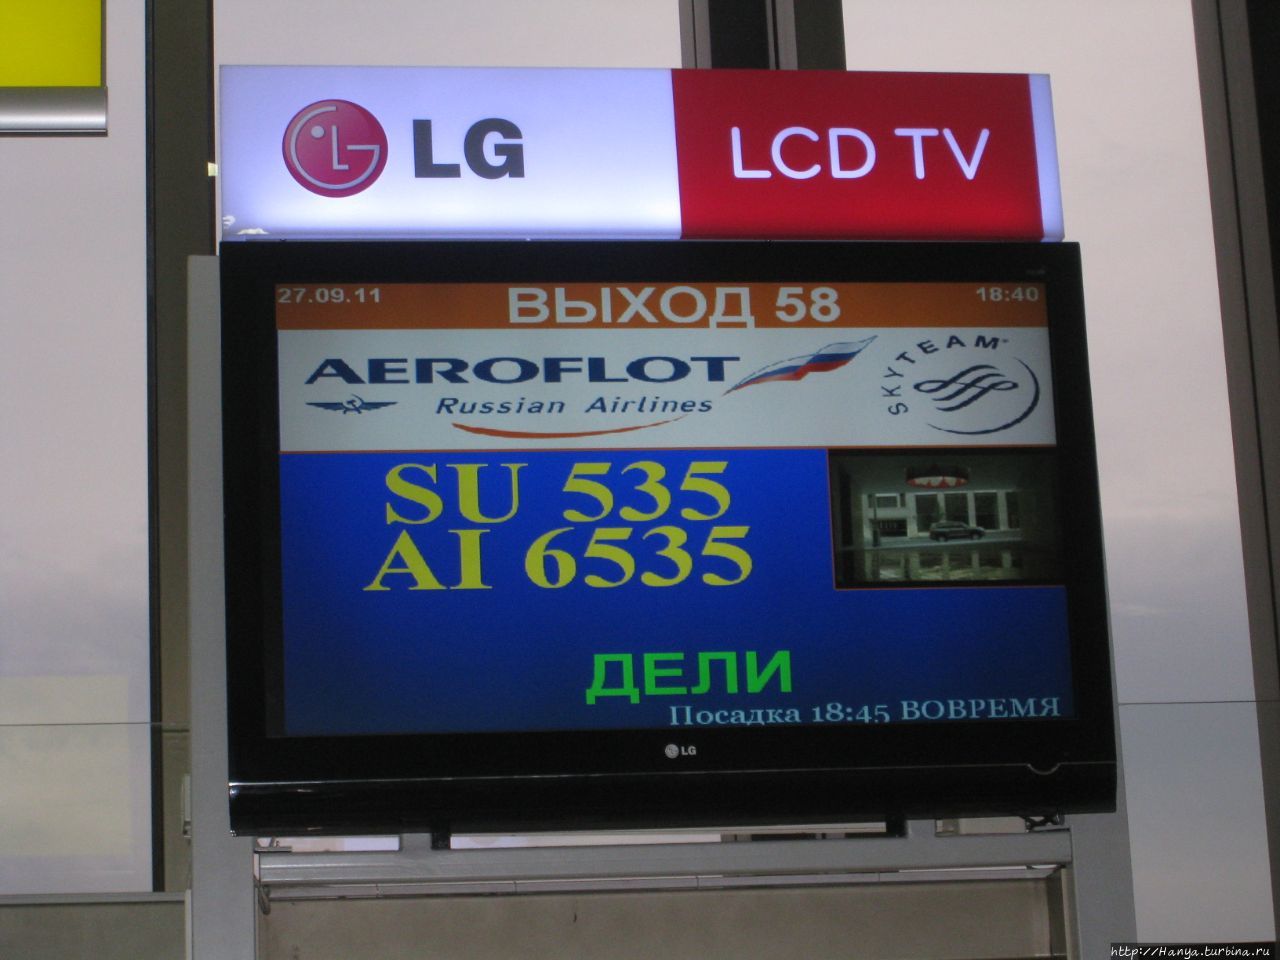 LG LCD TV
27.09.11 ВЫХОД 58 18:40
AEROFLOT
Russian Airlines
SKYTEAM
SU 535
AI 6535
ДЕЛИ
Посадка 18:45 ВОВРЕМЯ
LG
http://Hanya.turbina.ru